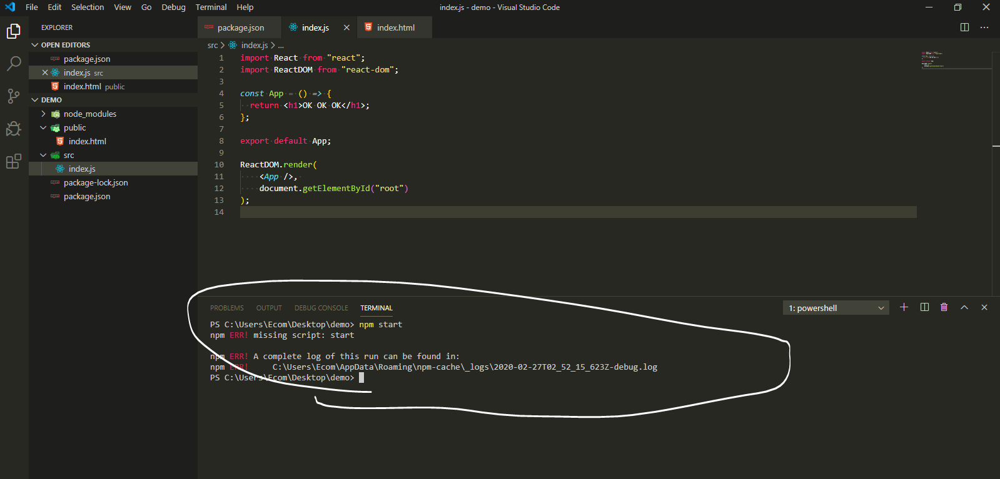 File Edit Selection View Go Debug Terminal Help
index.js - demo - Visual Studio Code
EXPLORER
OPEN EDITORS
package.json
index.js src
index.html public
DEMO
node_modules
public
index.html
src
index.js
package-lock.json
package.json
package.json index.js index.html
src > index.js > ...
1 import React from "react";
2 import ReactDOM from "react-dom";
3
4 const App = () => {
5 return <h1>OK OK OK</h1>;
6 };
7
8 export default App;
9
10 ReactDOM.render(
11 <App />,
12 document.getElementById("root")
13 );
14
PROBLEMS OUTPUT DEBUG CONSOLE TERMINAL
1: powershell
PS C:\Users\Ecom\Desktop\demo> npm start
npm ERR! missing script: start
npm ERR! A complete log of this run can be found in:
npm ERR! C:\Users\Ecom\AppData\Roaming\npm-cache\_logs\2020-02-27T02_52_15_623Z-debug.log
PS C:\Users\Ecom\Desktop\demo>